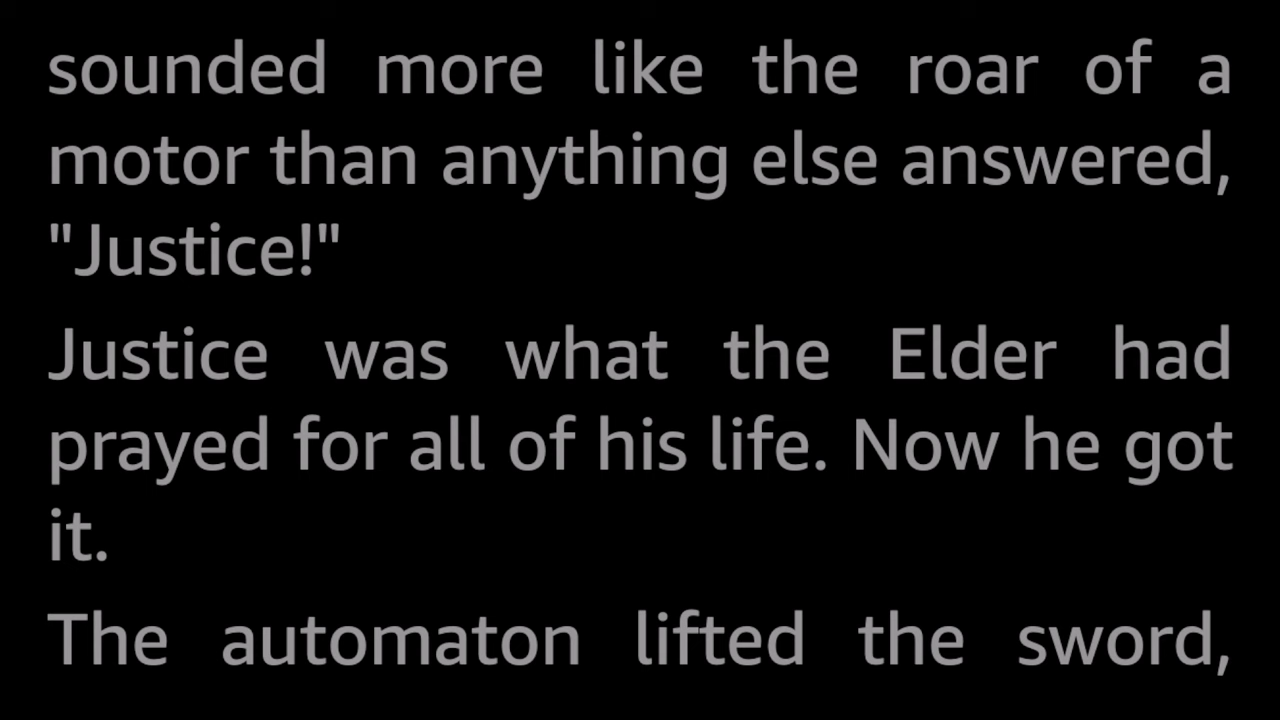 sounded more like the roar of a
motor than anything else answered,
"Justice!"
Justice was what the Elder had
prayed for all of his life. Now he got
it.
The automaton lifted the sword,